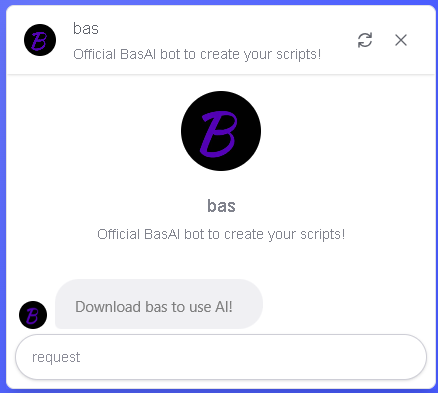 B
bas
Official BasAI bot to create your scripts!
B
bas
Official BasAI bot to create your scripts!
B
Download bas to use AI!
request